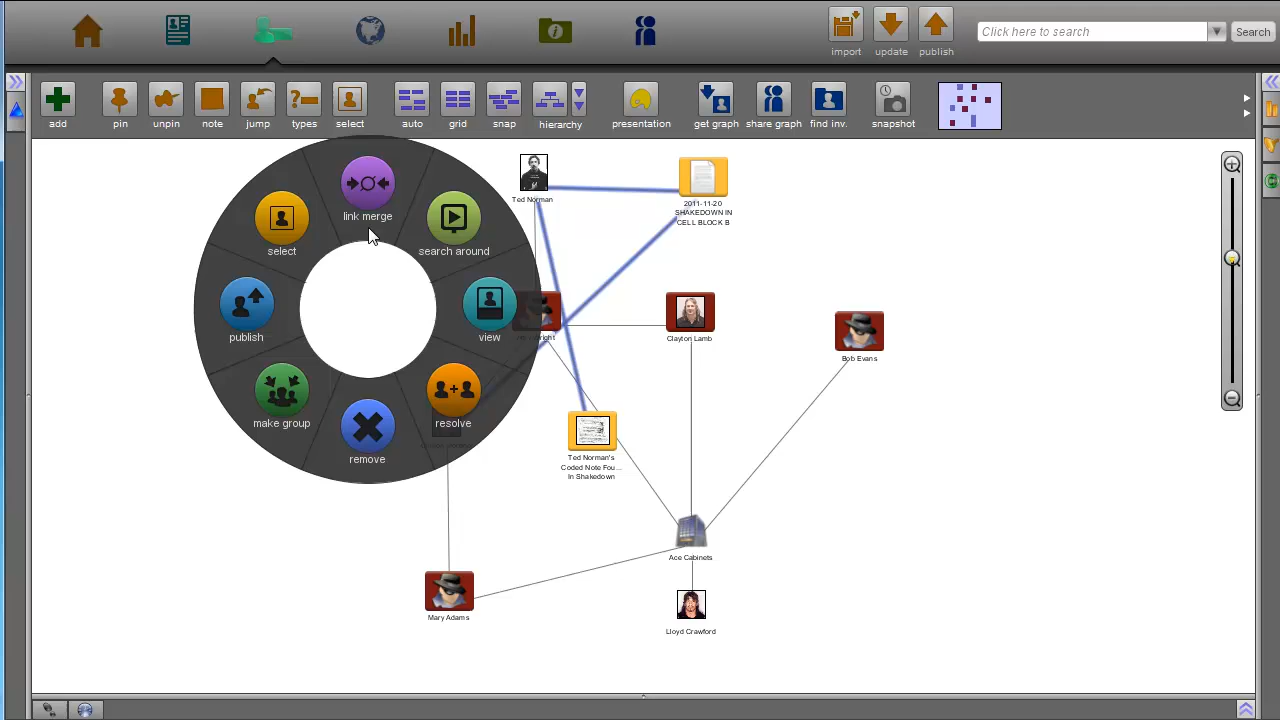 import
update
publish
Click here to search
Search
add
pin
unpin
note
jump
types
select
auto
grid
snap
hierarchy
presentation
get graph
share graph
find inv.
snapshot
link merge
select
search around
publish
view
make group
resolve
remove
Ted Norman
2011-11-20
SHAKEDOWN IN
CELL BLOCK B
Clayton Lamb
Bob Evans
Ted Norman's
Coded Note Fou...
In Shakedown
Ace Cabinets
Mary Adams
Lloyd Crawford